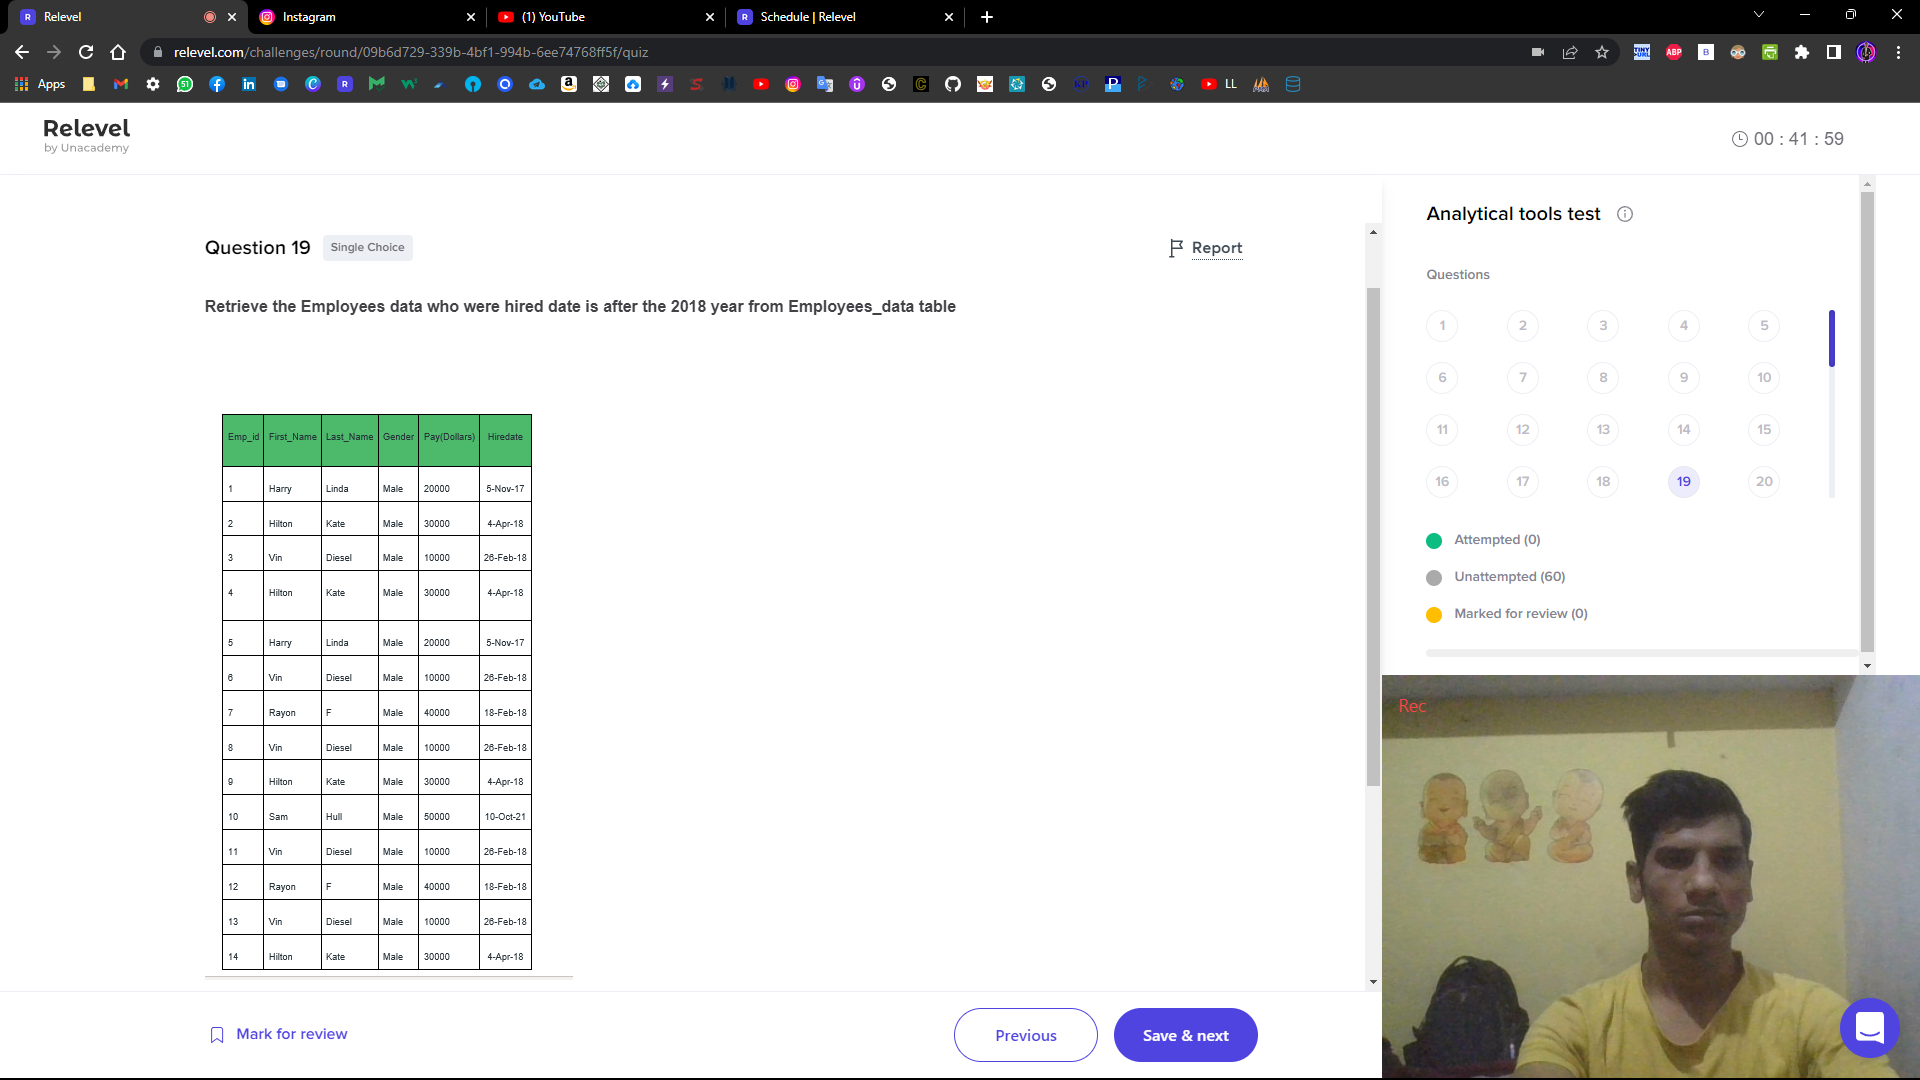 Relevel
Instagram
(1) YouTube
Schedule | Relevel
relevel.com/challenges/round/09b6d729-339b-4bf1-994b-6ee74768ff5f/quiz
Apps
LL
Relevel
by Unacademy
00 : 41 : 59
Question 19 Single Choice
Report
Retrieve the Employees data who were hired date is after the 2018 year from Employees_data table
Emp_id First_Name Last_Name Gender Pay(Dollars) Hiredate
1 Harry Linda Male 20000 5-Nov-17
2 Hilton Kate Male 30000 4-Apr-18
3 Vin Diesel Male 10000 26-Feb-18
4 Hilton Kate Male 30000 4-Apr-18
5 Harry Linda Male 20000 5-Nov-17
6 Vin Diesel Male 10000 26-Feb-18
7 Rayon F Male 40000 18-Feb-18
8 Vin Diesel Male 10000 26-Feb-18
9 Hilton Kate Male 30000 4-Apr-18
10 Sam Hull Male 50000 10-Oct-21
11 Vin Diesel Male 10000 26-Feb-18
12 Rayon F Male 40000 18-Feb-18
13 Vin Diesel Male 10000 26-Feb-18
14 Hilton Kate Male 30000 4-Apr-18
Mark for review
Previous
Save & next
Analytical tools test
Questions
1 2 3 4 5
6 7 8 9 10
11 12 13 14 15
16 17 18 19 20
Attempted (0)
Unattempted (60)
Marked for review (0)
Rec